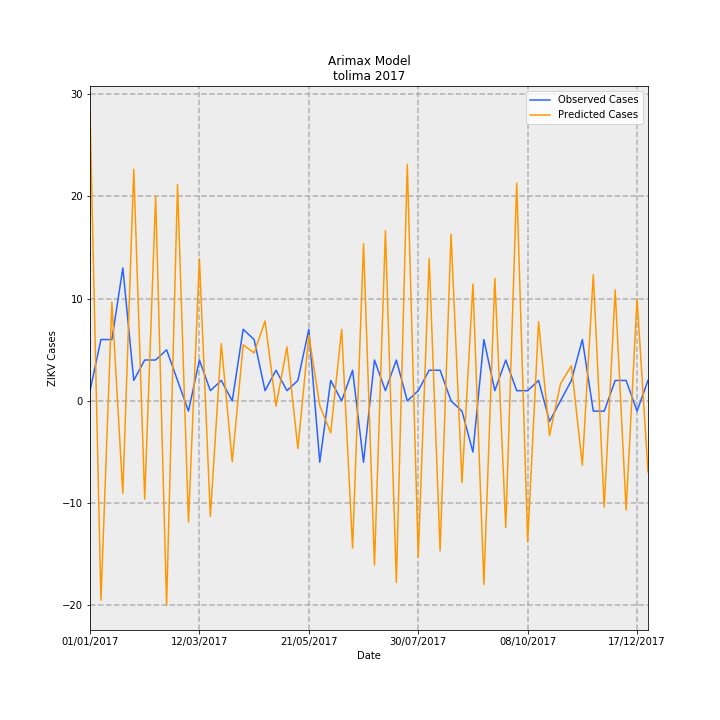 Arimax Model
tolima 2017
Observed Cases
Predicted Cases
ZIKV Cases
30
20
10
0
−10
−20
01/01/2017 12/03/2017 21/05/2017 30/07/2017 08/10/2017 17/12/2017
Date